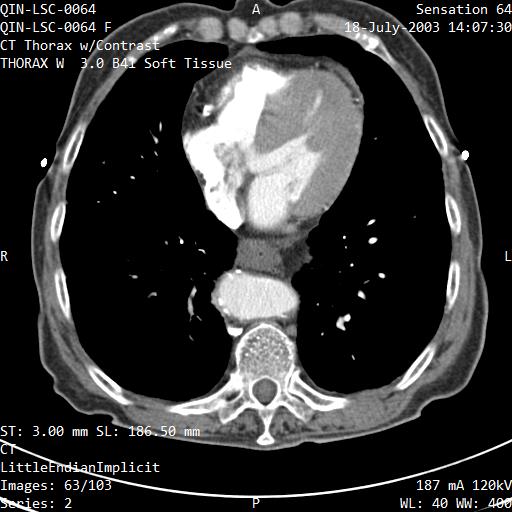 QIN-LSC-0064
A
Sensation 64
QIN-LSC-0064 F
18-July-2003 14:07:30
CT Thorax w/Contrast
THORAX W 3.0 B41 Soft Tissue
R
L
ST: 3.00 mm SL: 186.50 mm
CT
LittleEndianImplicit
Images: 63/103
187 mA 120kV
Series: 2
P
WL: 40 WW: 400